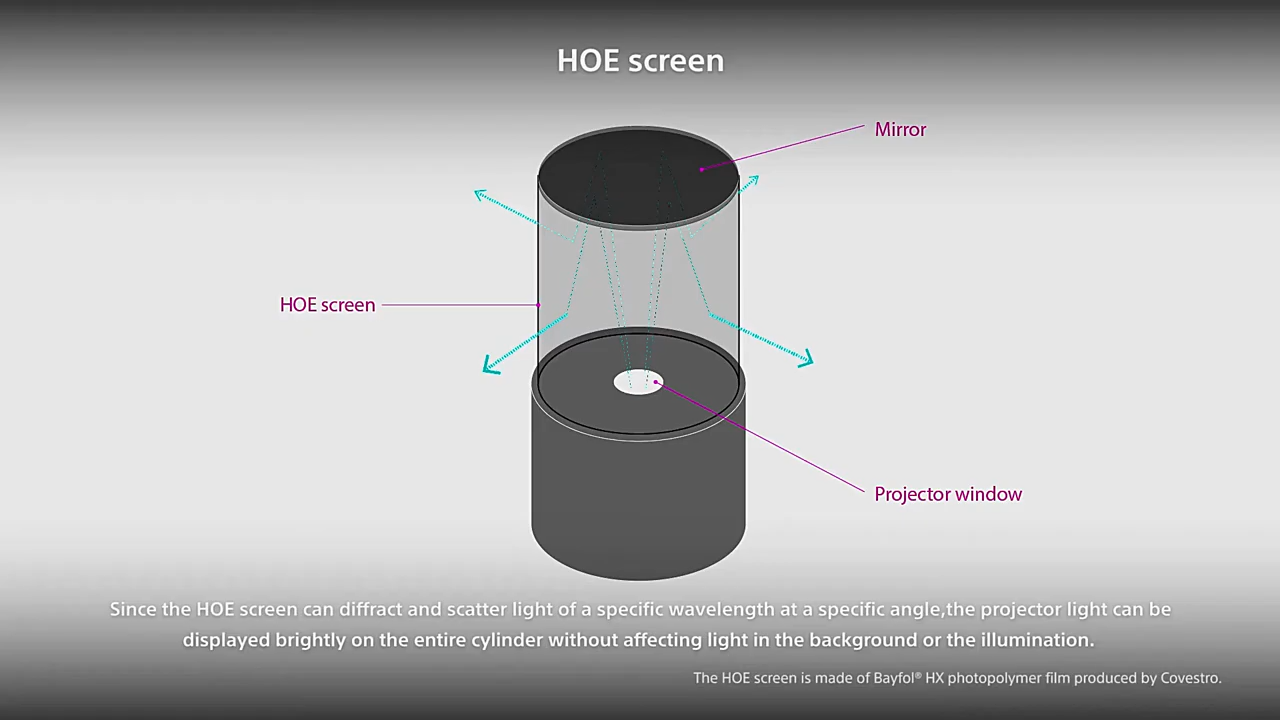 HOE screen
Mirror
HOE screen
Projector window
Since the HOE screen can diffract and scatter light of a specific wavelength at a specific angle,the projector light can be
displayed brightly on the entire cylinder without affecting light in the background or the illumination.
The HOE screen is made of Bayfol® HX photopolymer film produced by Covestro.